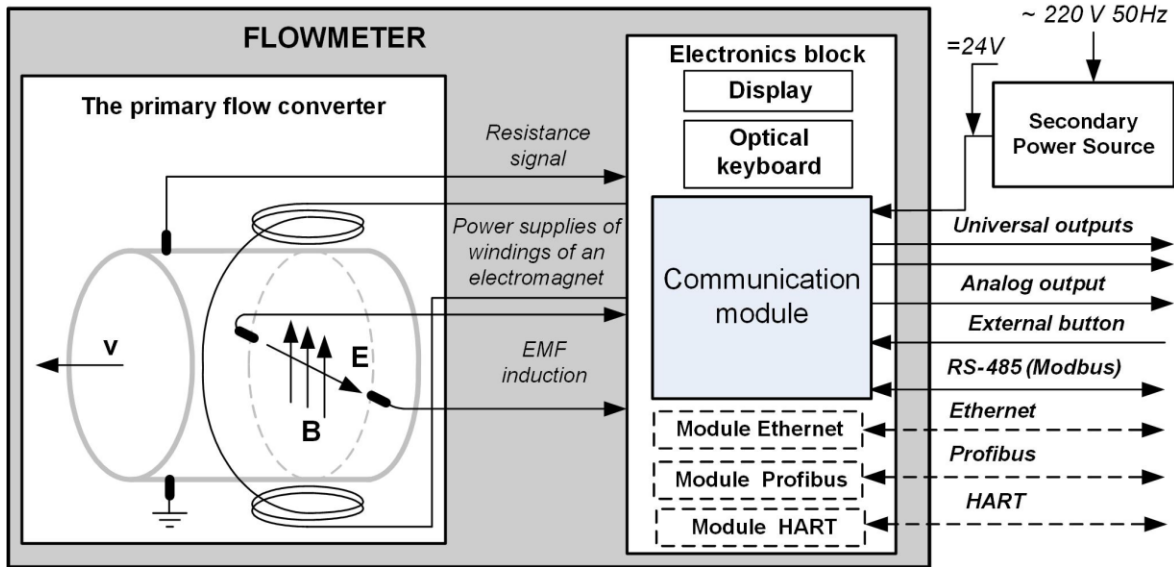 FLOWMETER
The primary flow converter
Resistance
signal
Power supplies of
windings of an
electromagnet
EMF
induction
v
E
B
Electronics block
Display
Optical
keyboard
Communication
module
Module Ethernet
Module Profibus
Module HART
~ 220 V 50Hz
=24V
Secondary
Power Source
Universal outputs
Analog output
External button
RS-485 (Modbus)
Ethernet
Profibus
HART